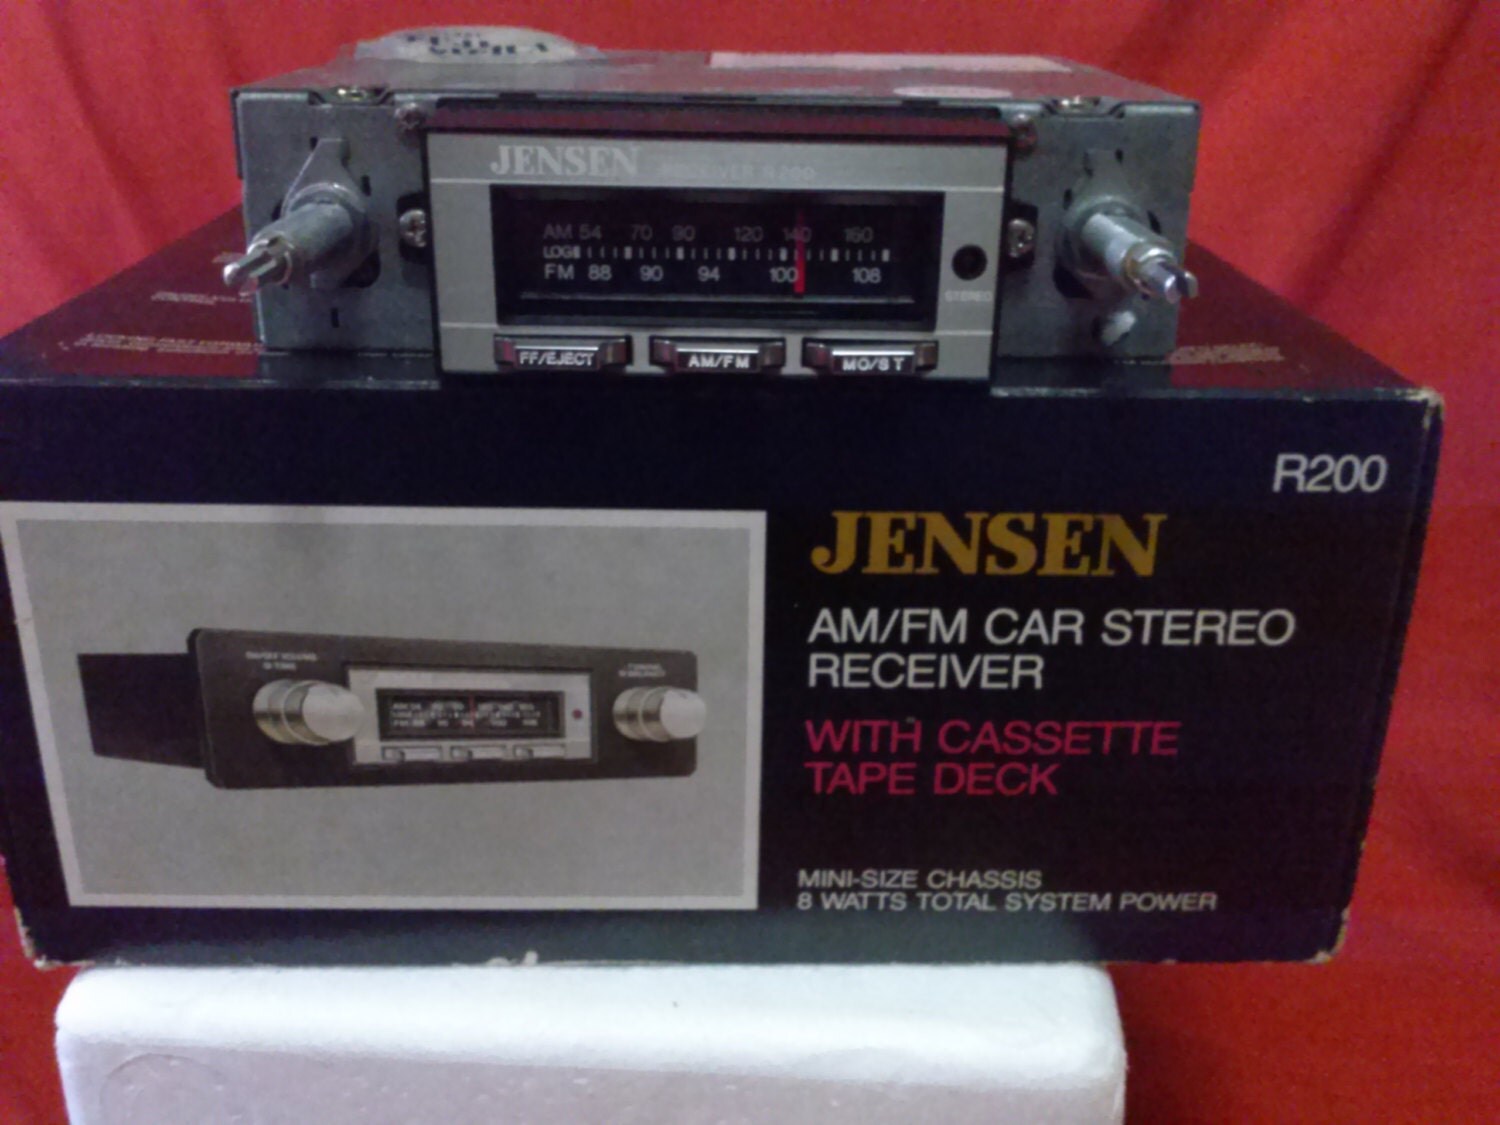 JENSEN RECEIVER R200
AM 54 70 90 120 140 160
LOG
FM 88 90 94 100 108
STEREO
FF/EJECT AM/FM MO/ST
R200
JENSEN
AM/FM CAR STEREO
RECEIVER
WITH CASSETTE
TAPE DECK
MINI-SIZE CHASSIS
8 WATTS TOTAL SYSTEM POWER